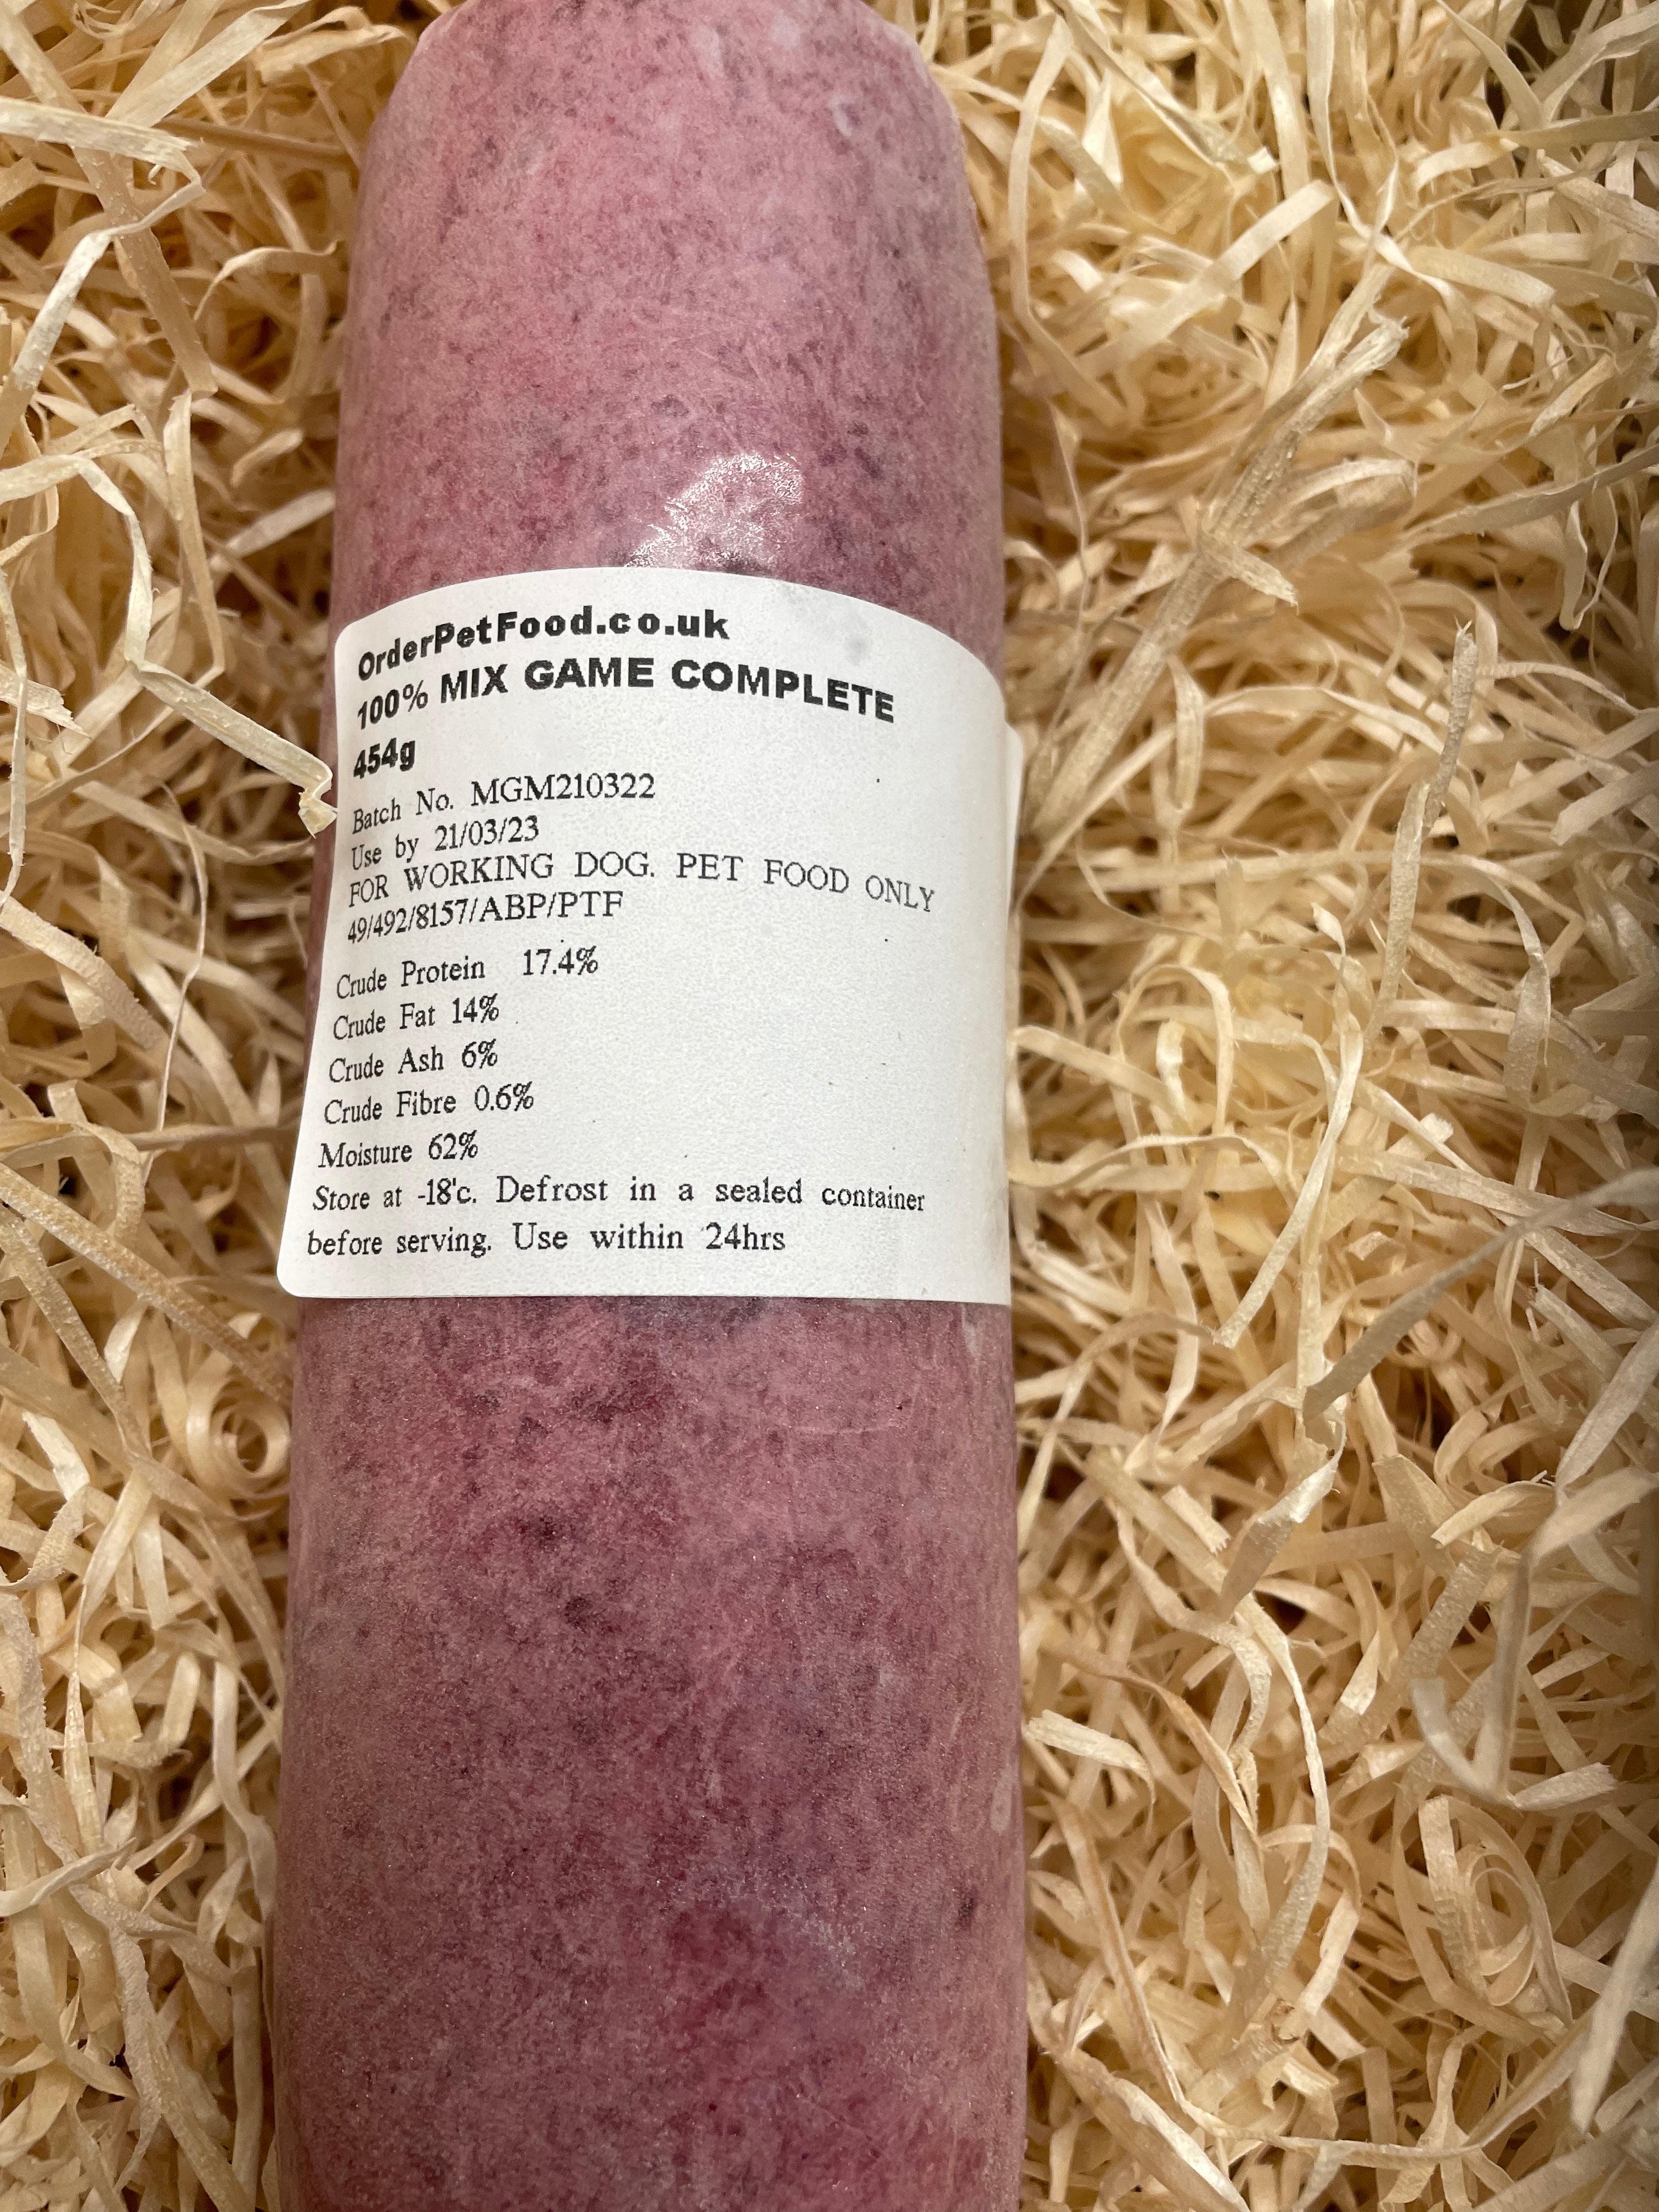 OrderPetFood.co.uk
100% MIX GAME COMPLETE
454g
Batch No. MGM210322
Use by 21/03/23
FOR WORKING DOG. PET FOOD ONLY
49/492/8157/ABP/PTF
Crude Protein 17.4%
Crude Fat 14%
Crude Ash 6%
Crude Fibre 0.6%
Moisture 62%
Store at -18'c. Defrost in a sealed container
before serving. Use within 24hrs